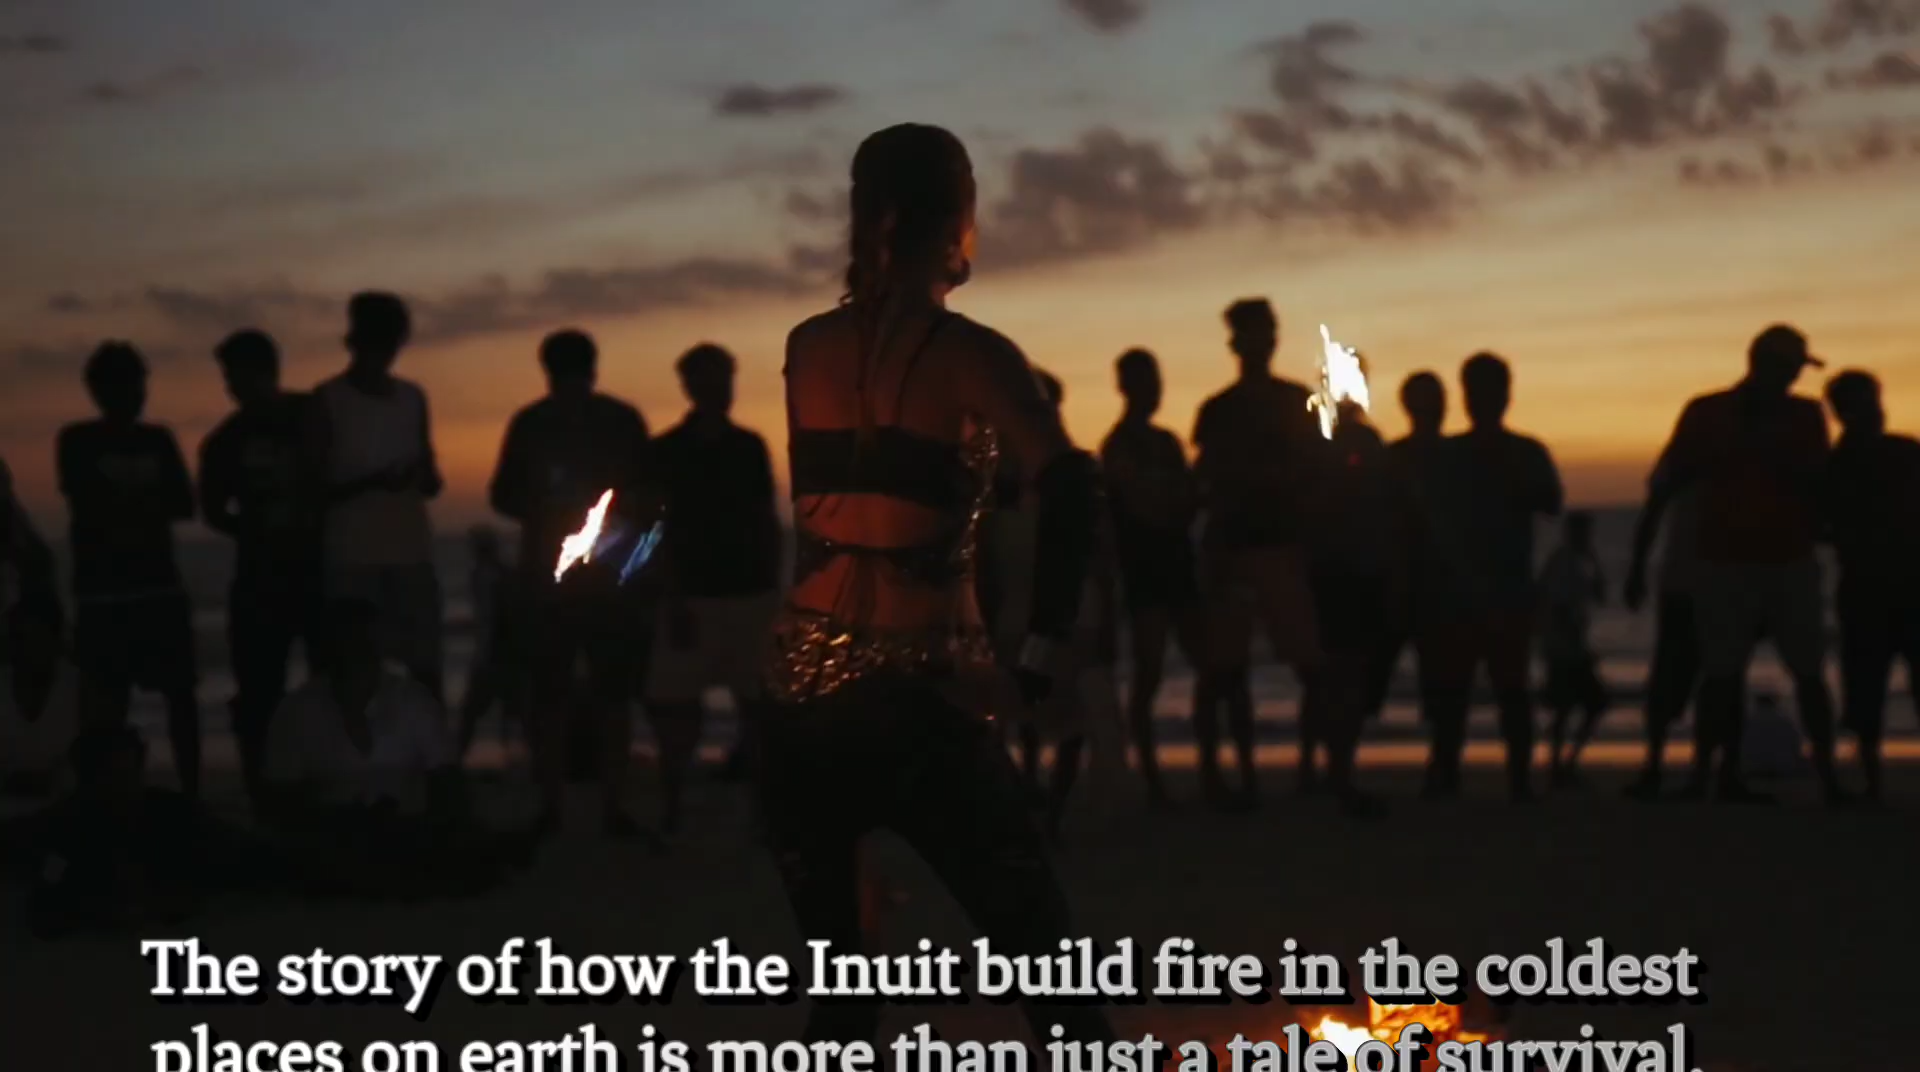 The story of how the Inuit build fire in the coldest
places on earth is more than just a tale of survival.